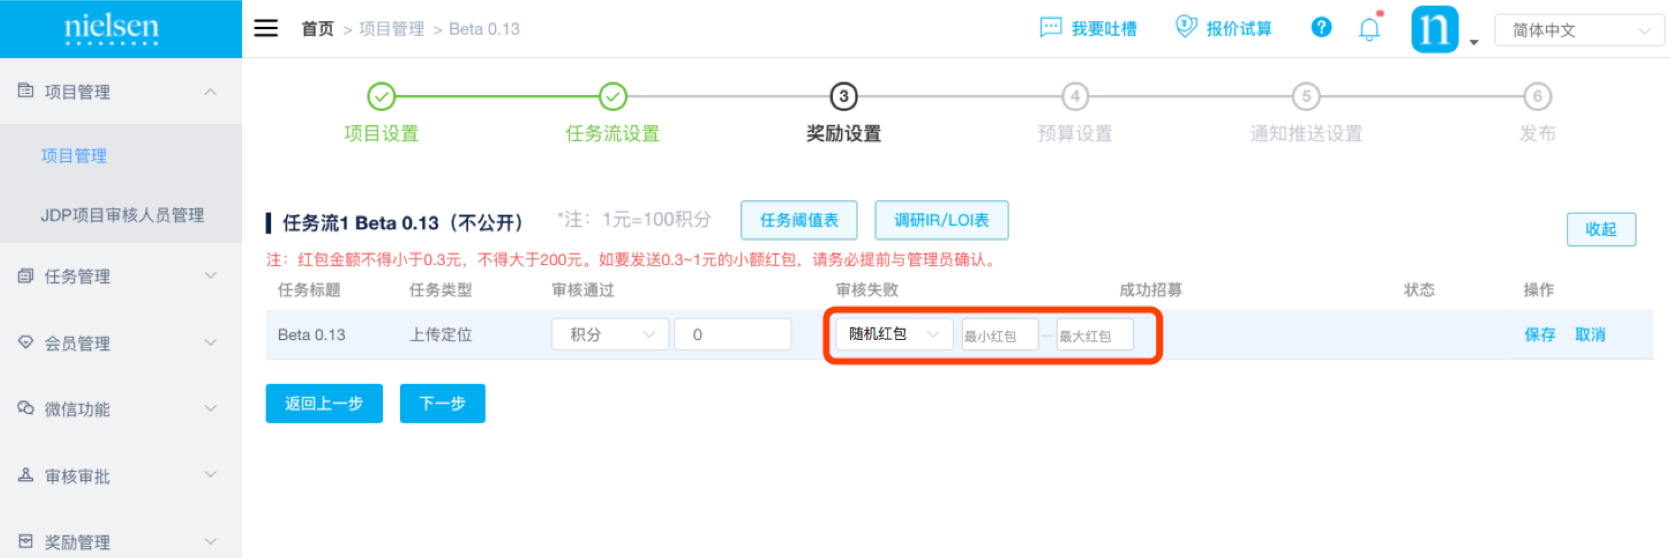 nielsen
首页 > 项目管理 > Beta 0.13
我要吐槽
报价试算
?
n
简体中文
项目管理
项目管理
JDP项目审核人员管理
任务管理
会员管理
微信功能
审核审批
奖励管理
3
4
5
6
项目设置
任务流设置
奖励设置
预算设置
通知推送设置
发布
任务流1 Beta 0.13（不公开）
*注：1元=100积分
任务阈值表
调研IR/LOI表
收起
注：红包金额不得小于0.3元，不得大于200元。如要发送0.3~1元的小额红包，请务必提前与管理员确认。
任务标题 任务类型 审核通过 审核失败 成功招募 状态 操作
Beta 0.13 上传定位 积分 0 随机红包 最小红包 – 最大红包 保存 取消
返回上一步
下一步